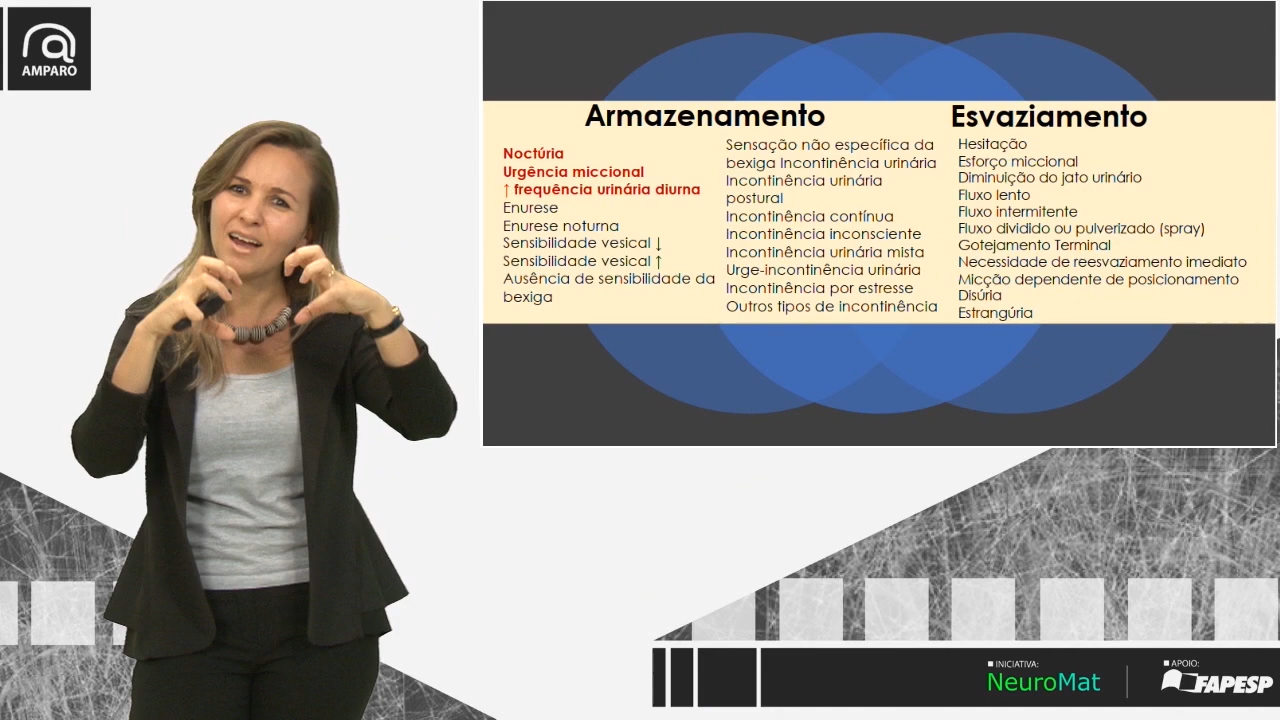 AMPARO
Armazenamento
Noctúria
Urgência miccional
↑ frequência urinária diurna
Enurese
Enurese noturna
Sensibilidade vesical ↓
Sensibilidade vesical ↑
Ausência de sensibilidade da
bexiga
Sensação não específica da
bexiga Incontinência urinária
Incontinência urinária
postural
Incontinência contínua
Incontinência inconsciente
Incontinência urinária mista
Urge-incontinência urinária
Incontinência por estresse
Outros tipos de incontinência
Esvaziamento
Hesitação
Esforço miccional
Diminuição do jato urinário
Fluxo lento
Fluxo intermitente
Fluxo dividido ou pulverizado (spray)
Gotejamento Terminal
Necessidade de reesvaziamento imediato
Micção dependente de posicionamento
Disúria
Estrangúria
INICIATIVA:
NeuroMat
APOIO:
FAPESP